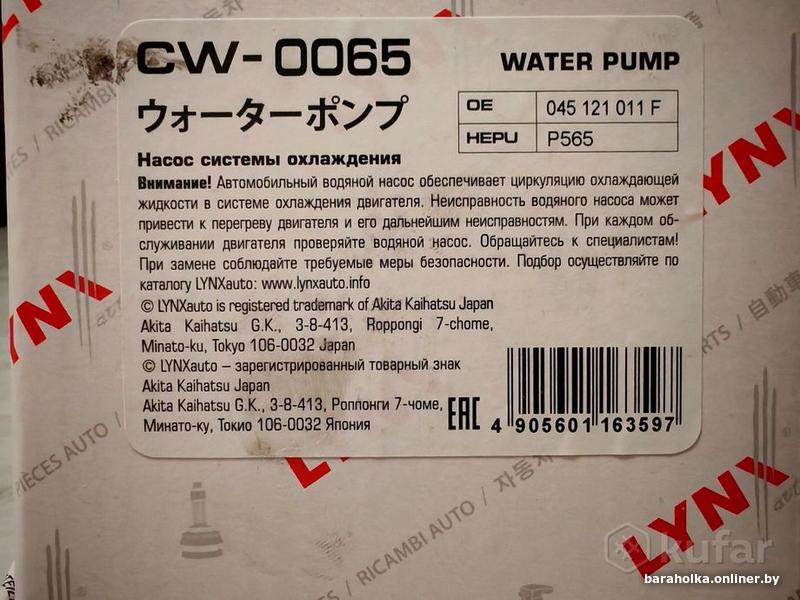 CW-0065
WATER PUMP
ウォーターポンプ
OE 045 121 011 F
HEPU P565
Насос системы охлаждения
Внимание! Автомобильный водяной насос обеспечивает циркуляцию охлаждающей
жидкости в системе охлаждения двигателя. Неисправность водяного насоса может
привести к перегреву двигателя и его дальнейшим неисправностям. При каждом об-
служивании двигателя проверяйте водяной насос. Обращайтесь к специалистам!
При замене соблюдайте требуемые меры безопасности. Подбор осуществляйте по
каталогу LYNXauto: www.lynxauto.info
© LYNXauto is registered trademark of Akita Kaihatsu Japan
Akita Kaihatsu G.K., 3-8-413, Roppongi 7-chome,
Minato-ku, Tokyo 106-0032 Japan
© LYNXauto – зарегистрированный товарный знак
Akita Kaihatsu Japan
Akita Kaihatsu G.K., 3-8-413, Роппонги 7-чоме,
Минато-ку, Токио 106-0032 Япония
EAC
4 905601 163597
LYNX
PIÈCES AUTO /
/ RICAMBI AUTO / 자동차
/ RICAMBI
RTS / 自動車
LYNX
kufar
baraholka.onliner.by